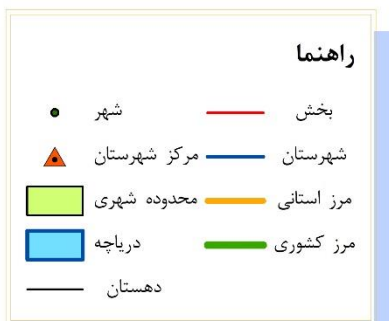 راهنما
بخش شهر
شهرستان مرکز شهرستان
مرز استانی محدوده شهری
مرز کشوری دریاچه
دهستان